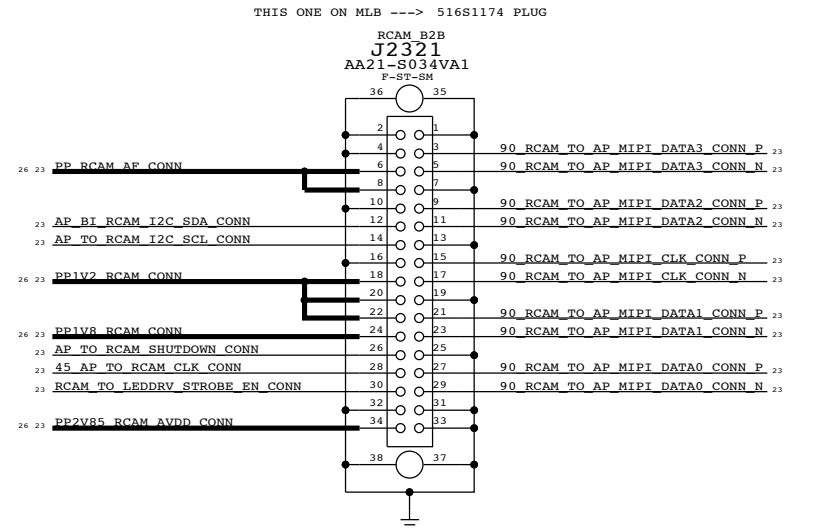 THIS ONE ON MLB ---> 516S1174 PLUG
RCAM_B2B
J2321
AA21-S034VA1
F-ST-SM
36 35
2 1
4 3 90_RCAM_TO_AP_MIPI_DATA3_CONN_P 23
26 23 PP_RCAM_AF_CONN 6 5 90_RCAM_TO_AP_MIPI_DATA3_CONN_N 23
8 7
10 9 90_RCAM_TO_AP_MIPI_DATA2_CONN_P 23
23 AP_BI_RCAM_I2C_SDA_CONN 12 11 90_RCAM_TO_AP_MIPI_DATA2_CONN_N 23
23 AP_TO_RCAM_I2C_SCL_CONN 14 13
16 15 90_RCAM_TO_AP_MIPI_CLK_CONN_P 23
26 23 PP1V2_RCAM_CONN 18 17 90_RCAM_TO_AP_MIPI_CLK_CONN_N 23
20 19
22 21 90_RCAM_TO_AP_MIPI_DATA1_CONN_P 23
26 23 PP1V8_RCAM_CONN 24 23 90_RCAM_TO_AP_MIPI_DATA1_CONN_N 23
23 AP_TO_RCAM_SHUTDOWN_CONN 26 25
23 45_AP_TO_RCAM_CLK_CONN 28 27 90_RCAM_TO_AP_MIPI_DATA0_CONN_P 23
23 RCAM_TO_LEDDRV_STROBE_EN_CONN 30 29 90_RCAM_TO_AP_MIPI_DATA0_CONN_N 23
32 31
26 23 PP2V85_RCAM_AVDD_CONN 34 33
38 37